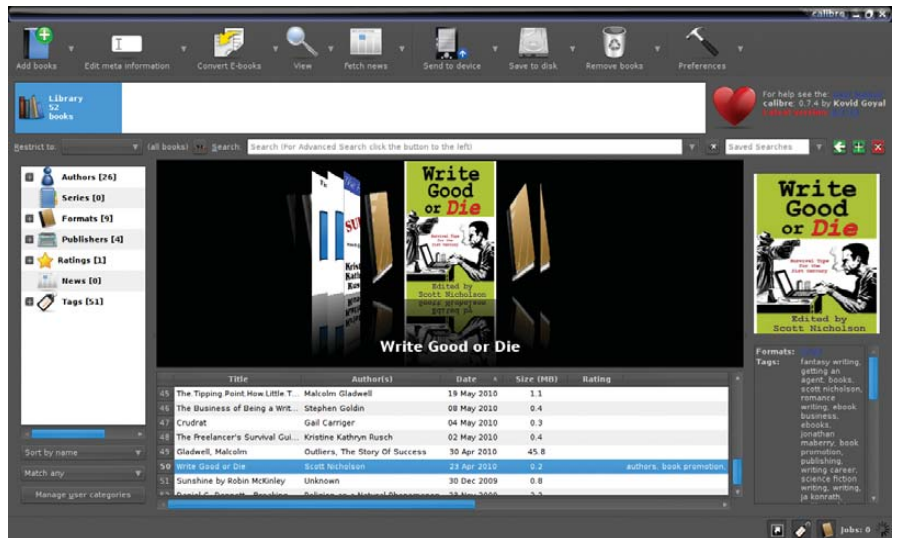 calibre
Add books
Edit meta information
Convert E-books
View
Fetch news
Send to device
Save to disk
Remove books
Preferences
Library
52
books
For help see the:
calibre: 0.7.4 by Kovid Goyal
Restrict to:
(all books)
Search:
Search (For Advanced Search click the button to the left)
Saved Searches
Authors [26]
Series [0]
Formats [9]
Publishers [4]
Ratings [1]
News [0]
Tags [51]
Sort by name
Match any
Manage user categories
Write
Good
or Die
Edited by
Scott Nicholson
Write Good or Die
Title Author(s) Date Size (MB) Rating
45 The Tipping Point.How.Little T... Malcolm Gladwell 19 May 2010 1.1
46 The Business of Being a Writ... Stephen Goldin 08 May 2010 0.4
47 Crudrat Gail Carriger 04 May 2010 0.3
48 The Freelancer's Survival Gui... Kristine Kathryn Rusch 02 May 2010 0.4
49 Gladwell, Malcolm Outliers, The Story Of Success 30 Apr 2010 45.8
50 Write Good or Die Scott Nicholson 23 Apr 2010 0.2 authors, book promotion,
51 Sunshine by Robin McKinley Unknown 30 Dec 2009 0.8
Write
Good
or Die
Survival Tips
for the
21st Century
Edited by
Scott Nicholson
Formats:
Tags: fantasy writing,
getting an
agent, books,
scott nicholson,
romance
writing, ebook
business,
ebooks,
jonathan
maberry, book
promotion,
publishing,
writing career,
science fiction
writing, writing,
ja konrath,
Jobs: 0